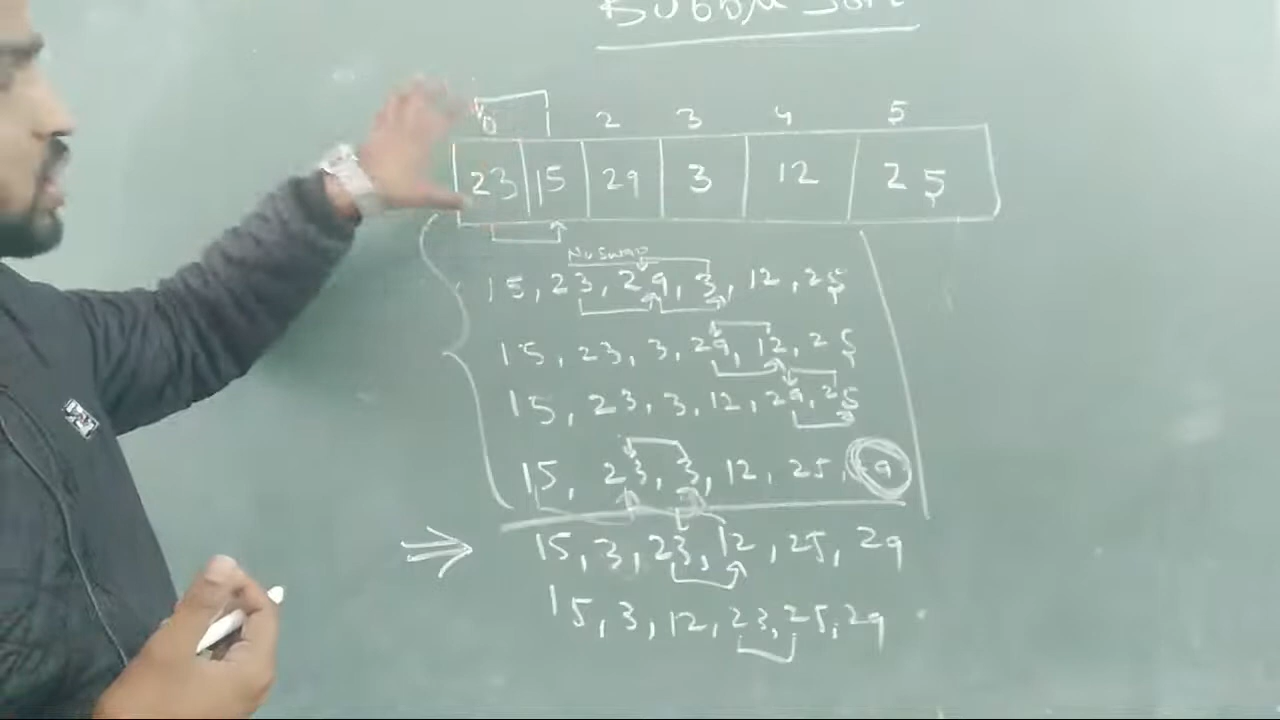 Bubble Sort
0 2 3 4 5
23 15 29 3 12 25
No Swap
15, 23, 29, 3, 12, 25
15, 23, 3, 29, 12, 25
15, 23, 3, 12, 29, 25
15, 23, 3, 12, 25, 29
⇒ 15, 3, 23, 12, 25, 29
15, 3, 12, 23, 25, 29